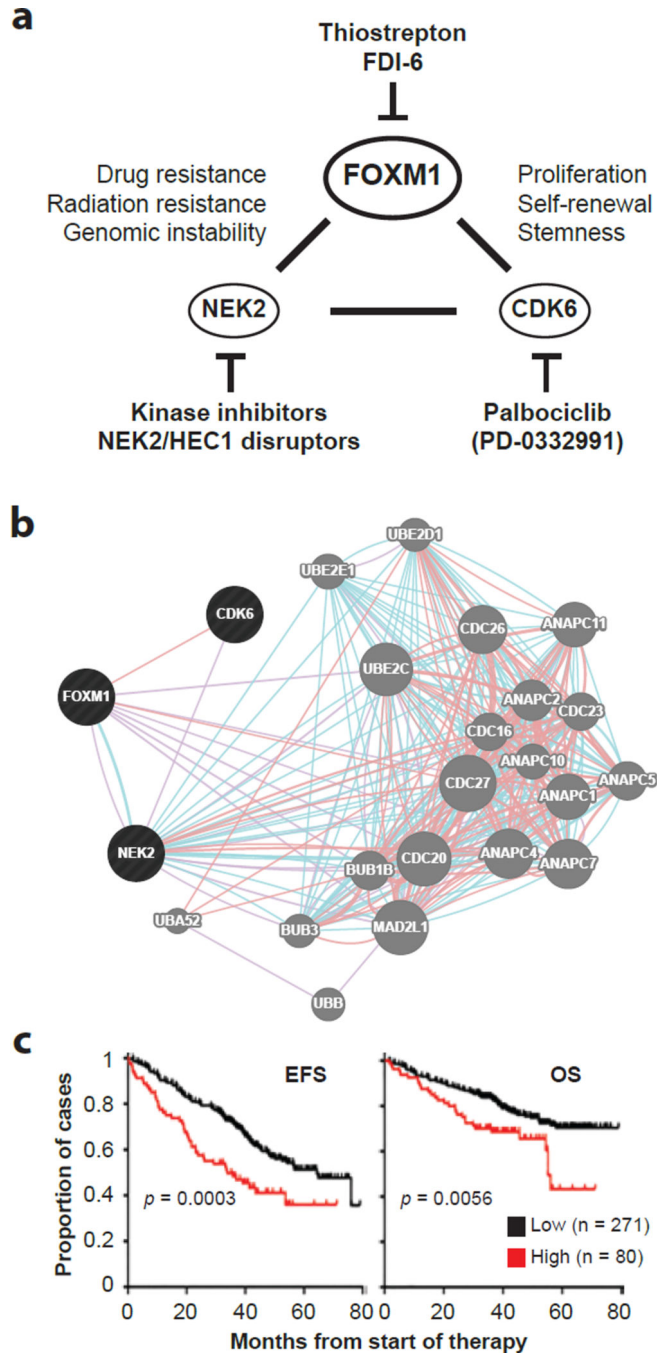 a
Thiostrepton
FDI-6
FOXM1
Drug resistance
Radiation resistance
Genomic instability
Proliferation
Self-renewal
Stemness
NEK2
CDK6
Kinase inhibitors
NEK2/HEC1 disruptors
Palbociclib
(PD-0332991)
b
UBE2D1
UBE2E1
CDK6
CDC26
ANAPC11
UBE2C
FOXM1
ANAPC2
CDC23
CDC16
ANAPC10
ANAPC5
CDC27
ANAPC1
NEK2
CDC20
ANAPC4
ANAPC7
BUB1B
UBA52
BUB3
MAD2L1
UBB
c
Proportion of cases
1
0.8
0.6
0.4
0.2
0
EFS
p = 0.0003
0 20 40 60 80
OS
p = 0.0056
Low (n = 271)
High (n = 80)
0 20 40 60 80
Months from start of therapy